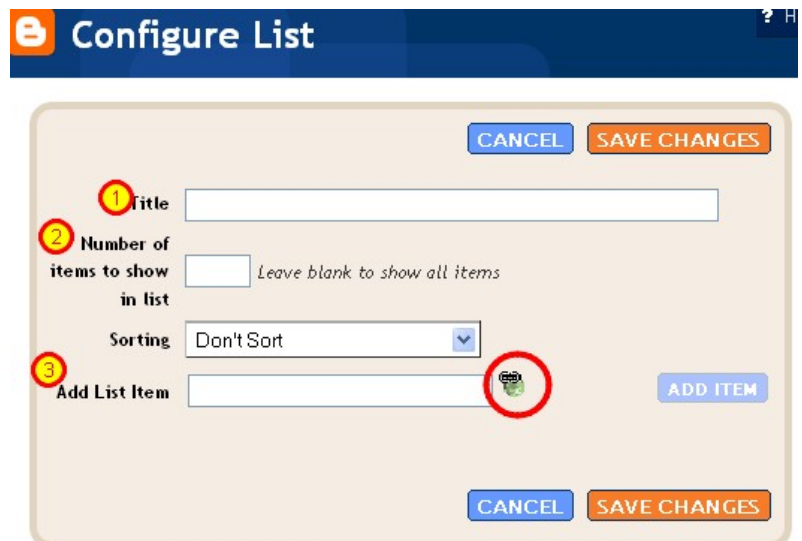 ? H
Configure List
CANCEL SAVE CHANGES
1 Title
2 Number of
items to show Leave blank to show all items
in list
Sorting Don't Sort
3
Add List Item ADD ITEM
CANCEL SAVE CHANGES